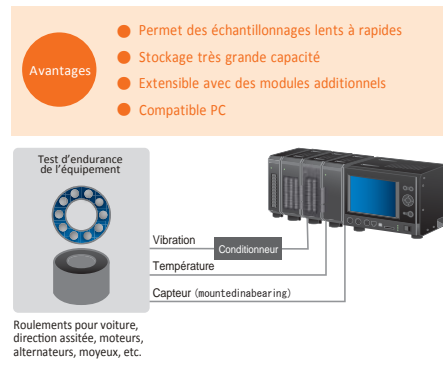 Avantages
Permet des échantillonnages lents à rapides
Stockage très grande capacité
Extensible avec des modules additionnels
Compatible PC
Test d'endurance
de l'équipement
Vibration
Conditionneur
Température
Capteur (mountedinabearing)
Roulements pour voiture,
direction assitée, moteurs,
alternateurs, moyeux, etc.